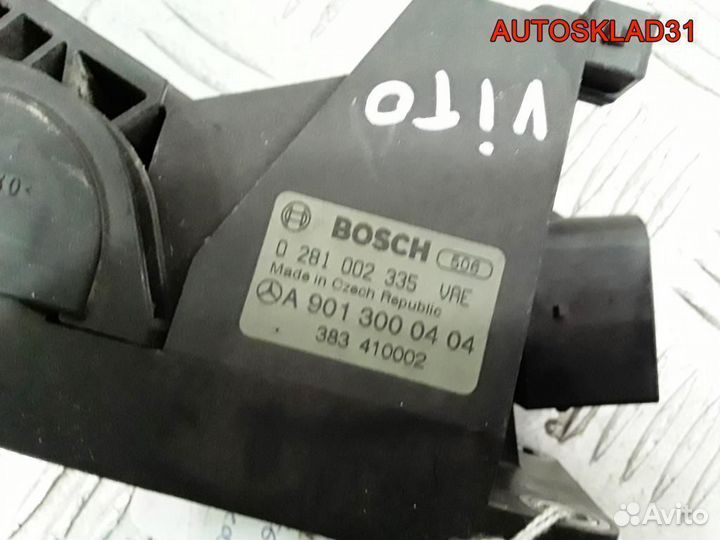 AUTOSKLAD31
VITO
BOSCH 506
0 281 002 335 VAE
Made in Czech Republic
A 901 300 04 04
383 410002
Avito